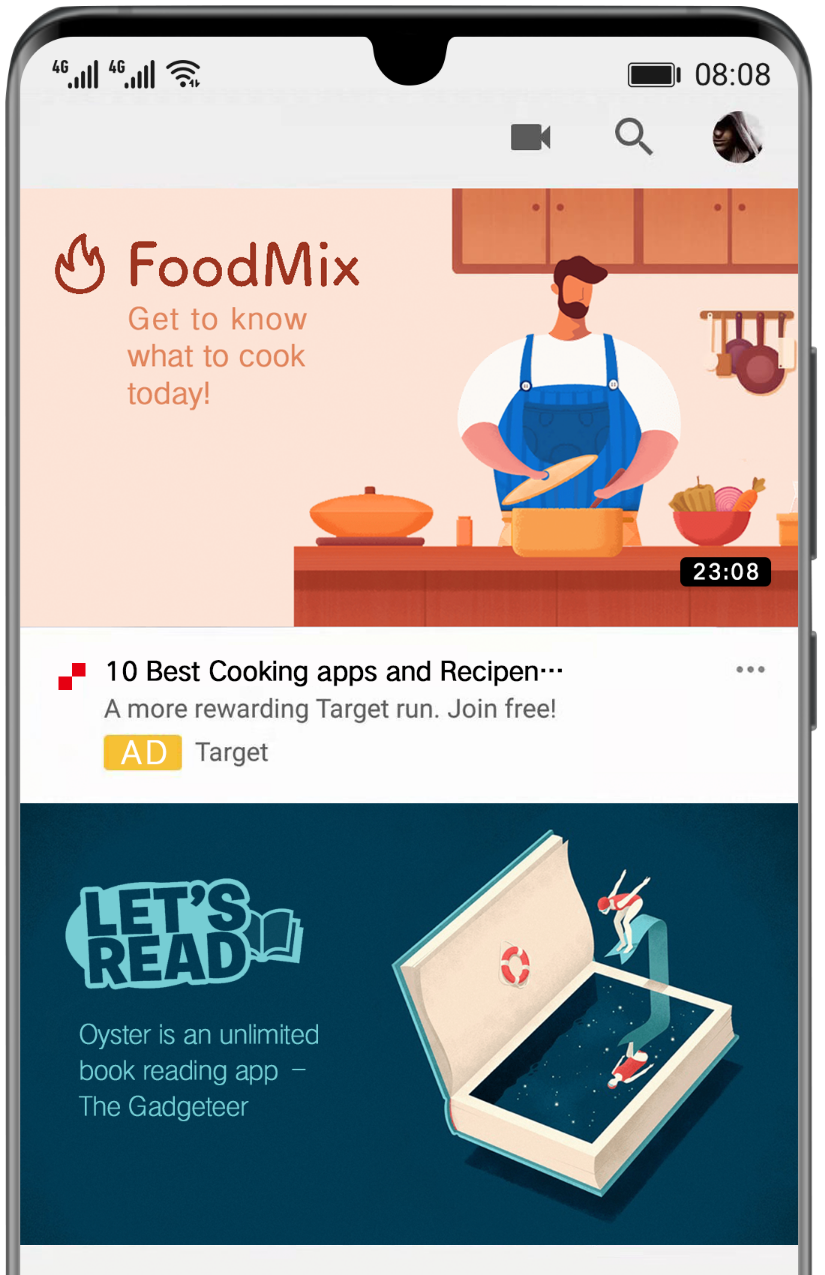 4G 4G 08:08
FoodMix
Get to know
what to cook
today!
23:08
10 Best Cooking apps and Recipen···
A more rewarding Target run. Join free!
AD Target
LET'S
READ
Oyster is an unlimited
book reading app –
The Gadgeteer